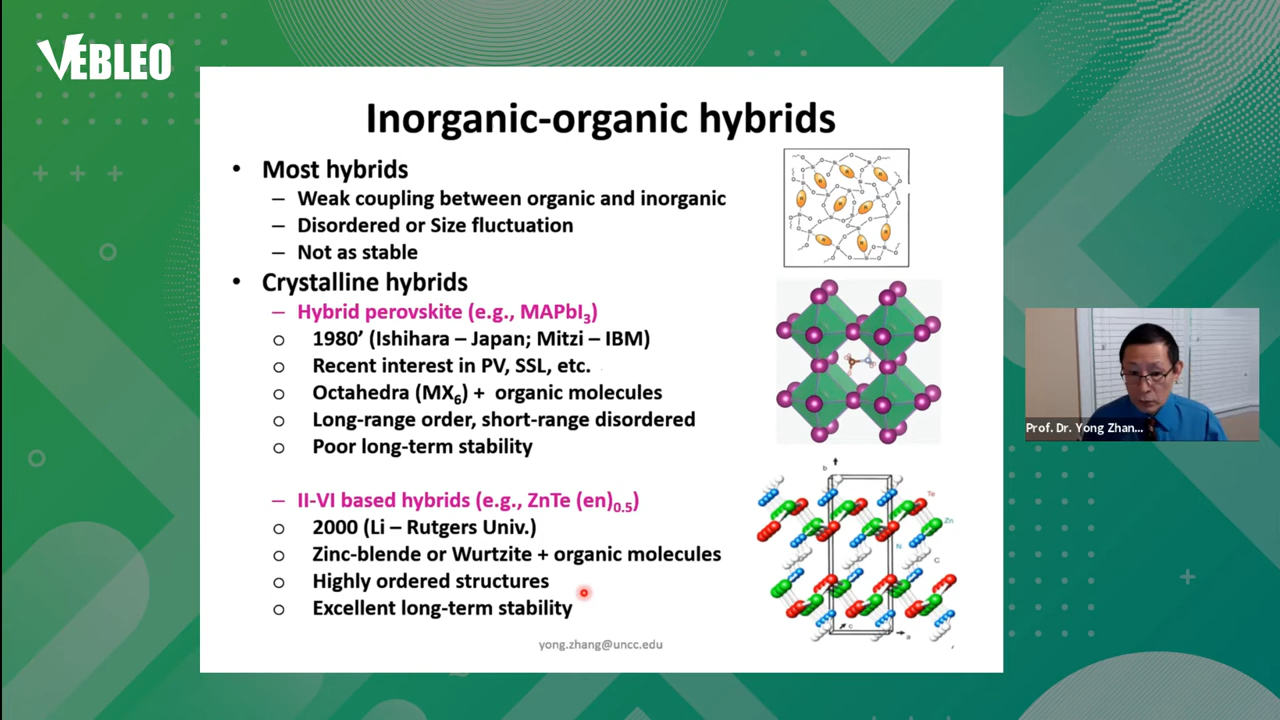 VEBLEO
Inorganic-organic hybrids
• Most hybrids
– Weak coupling between organic and inorganic
– Disordered or Size fluctuation
– Not as stable
• Crystalline hybrids
– Hybrid perovskite (e.g., MAPbI3)
o 1980’ (Ishihara – Japan; Mitzi – IBM)
o Recent interest in PV, SSL, etc.
o Octahedra (MX6) + organic molecules
o Long-range order, short-range disordered
o Poor long-term stability
– II-VI based hybrids (e.g., ZnTe (en)0.5)
o 2000 (Li – Rutgers Univ.)
o Zinc-blende or Wurtzite + organic molecules
o Highly ordered structures
o Excellent long-term stability
yong.zhang@uncc.edu
b
Te
Zn
N
C
c
a
Prof. Dr. Yong Zhan...